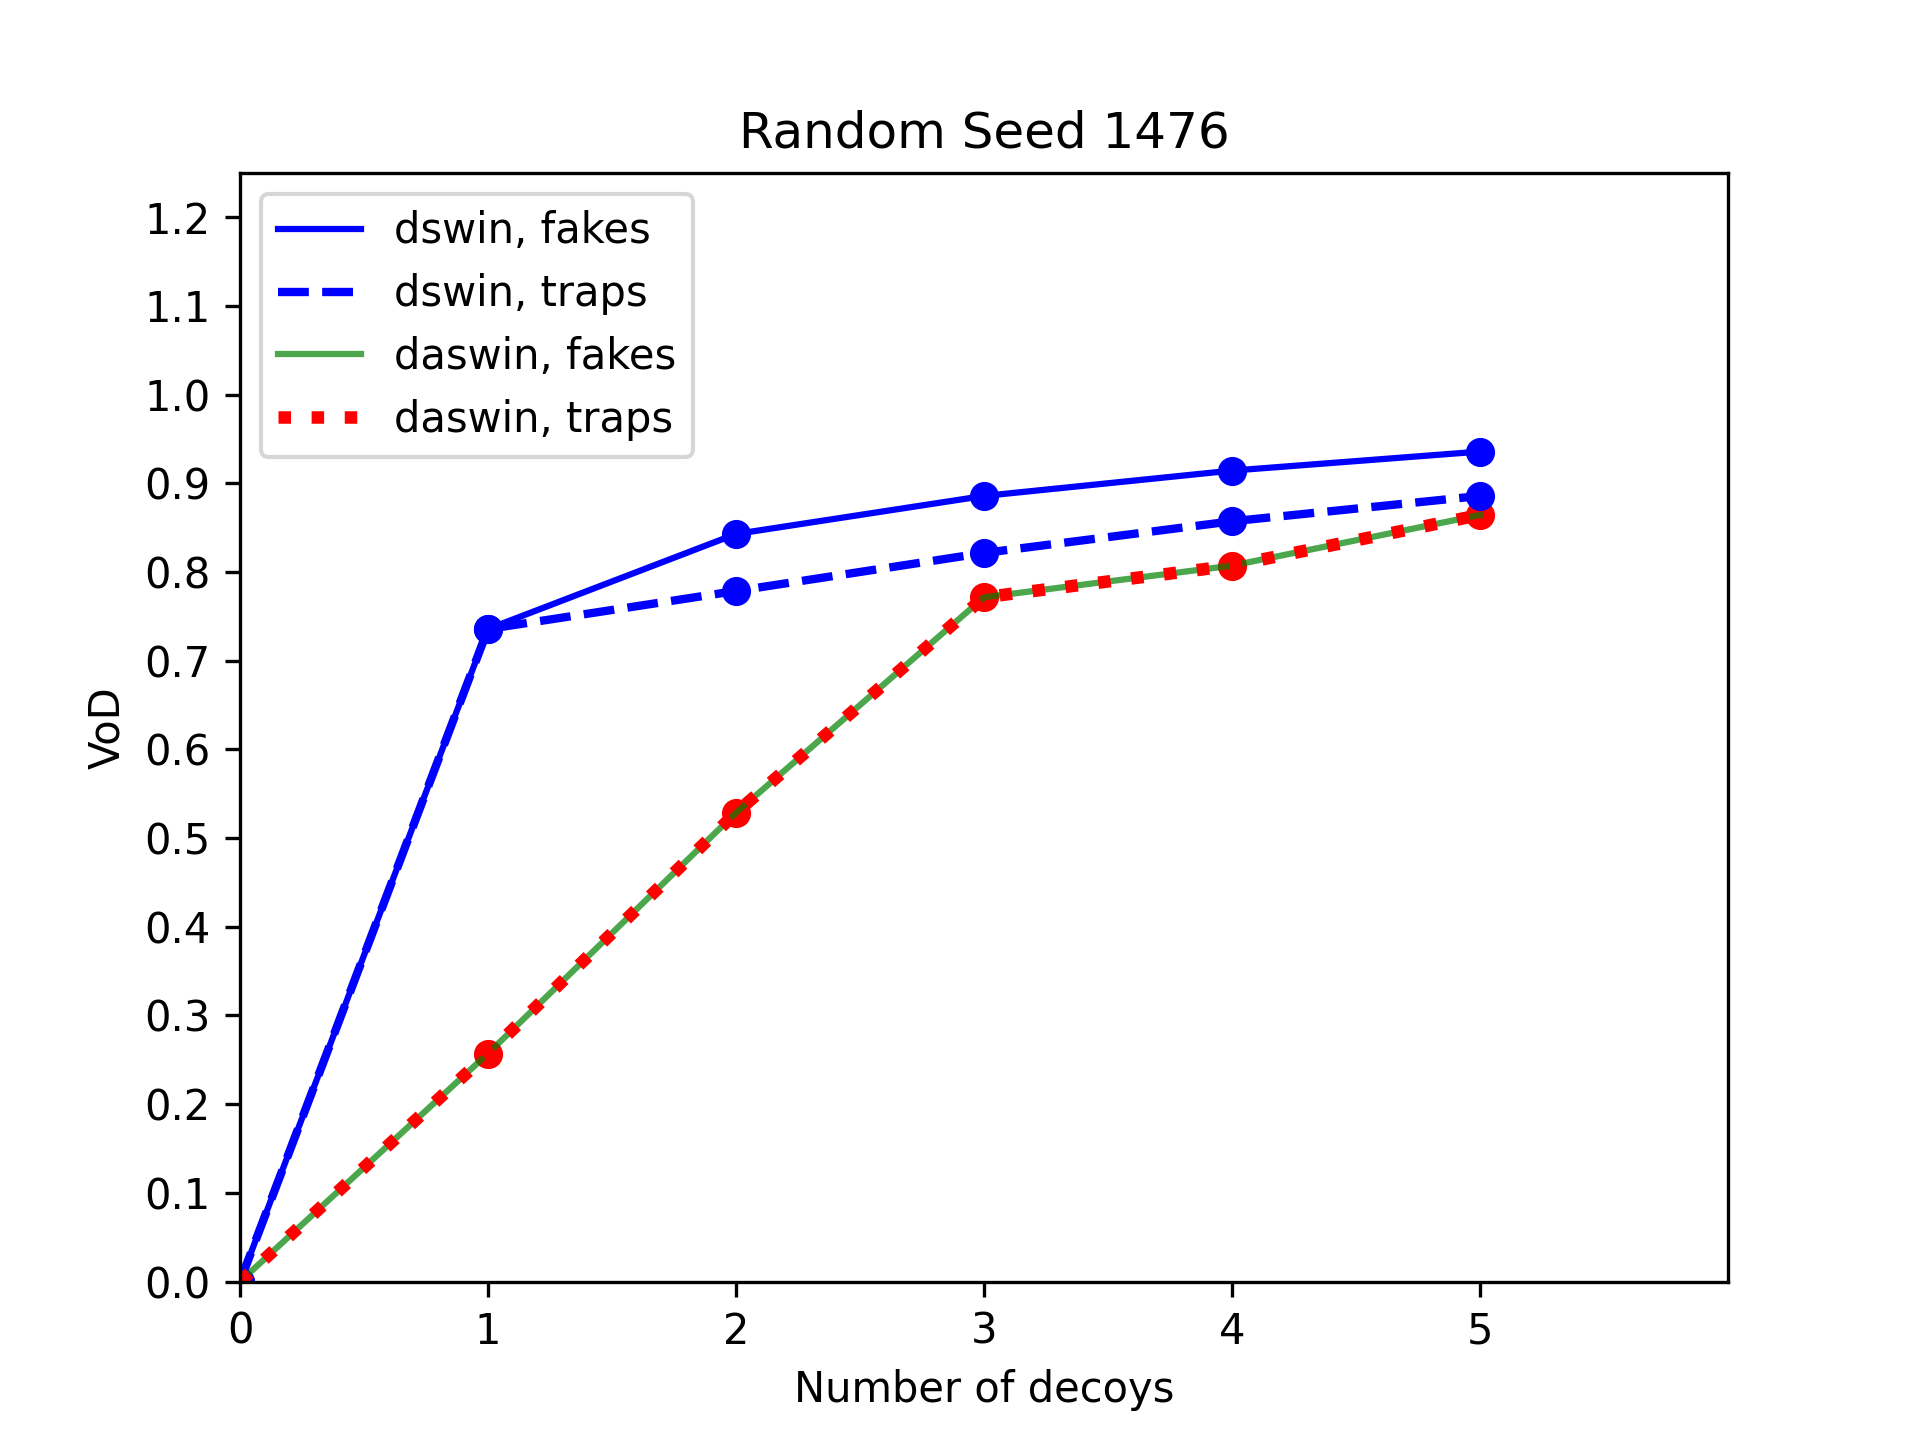 Random Seed 1476
dswin, fakes
dswin, traps
daswin, fakes
daswin, traps
1.2
1.1
1.0
0.9
0.8
0.7
0.6
0.5
0.4
0.3
0.2
0.1
0.0
VoD
0 1 2 3 4 5
Number of decoys